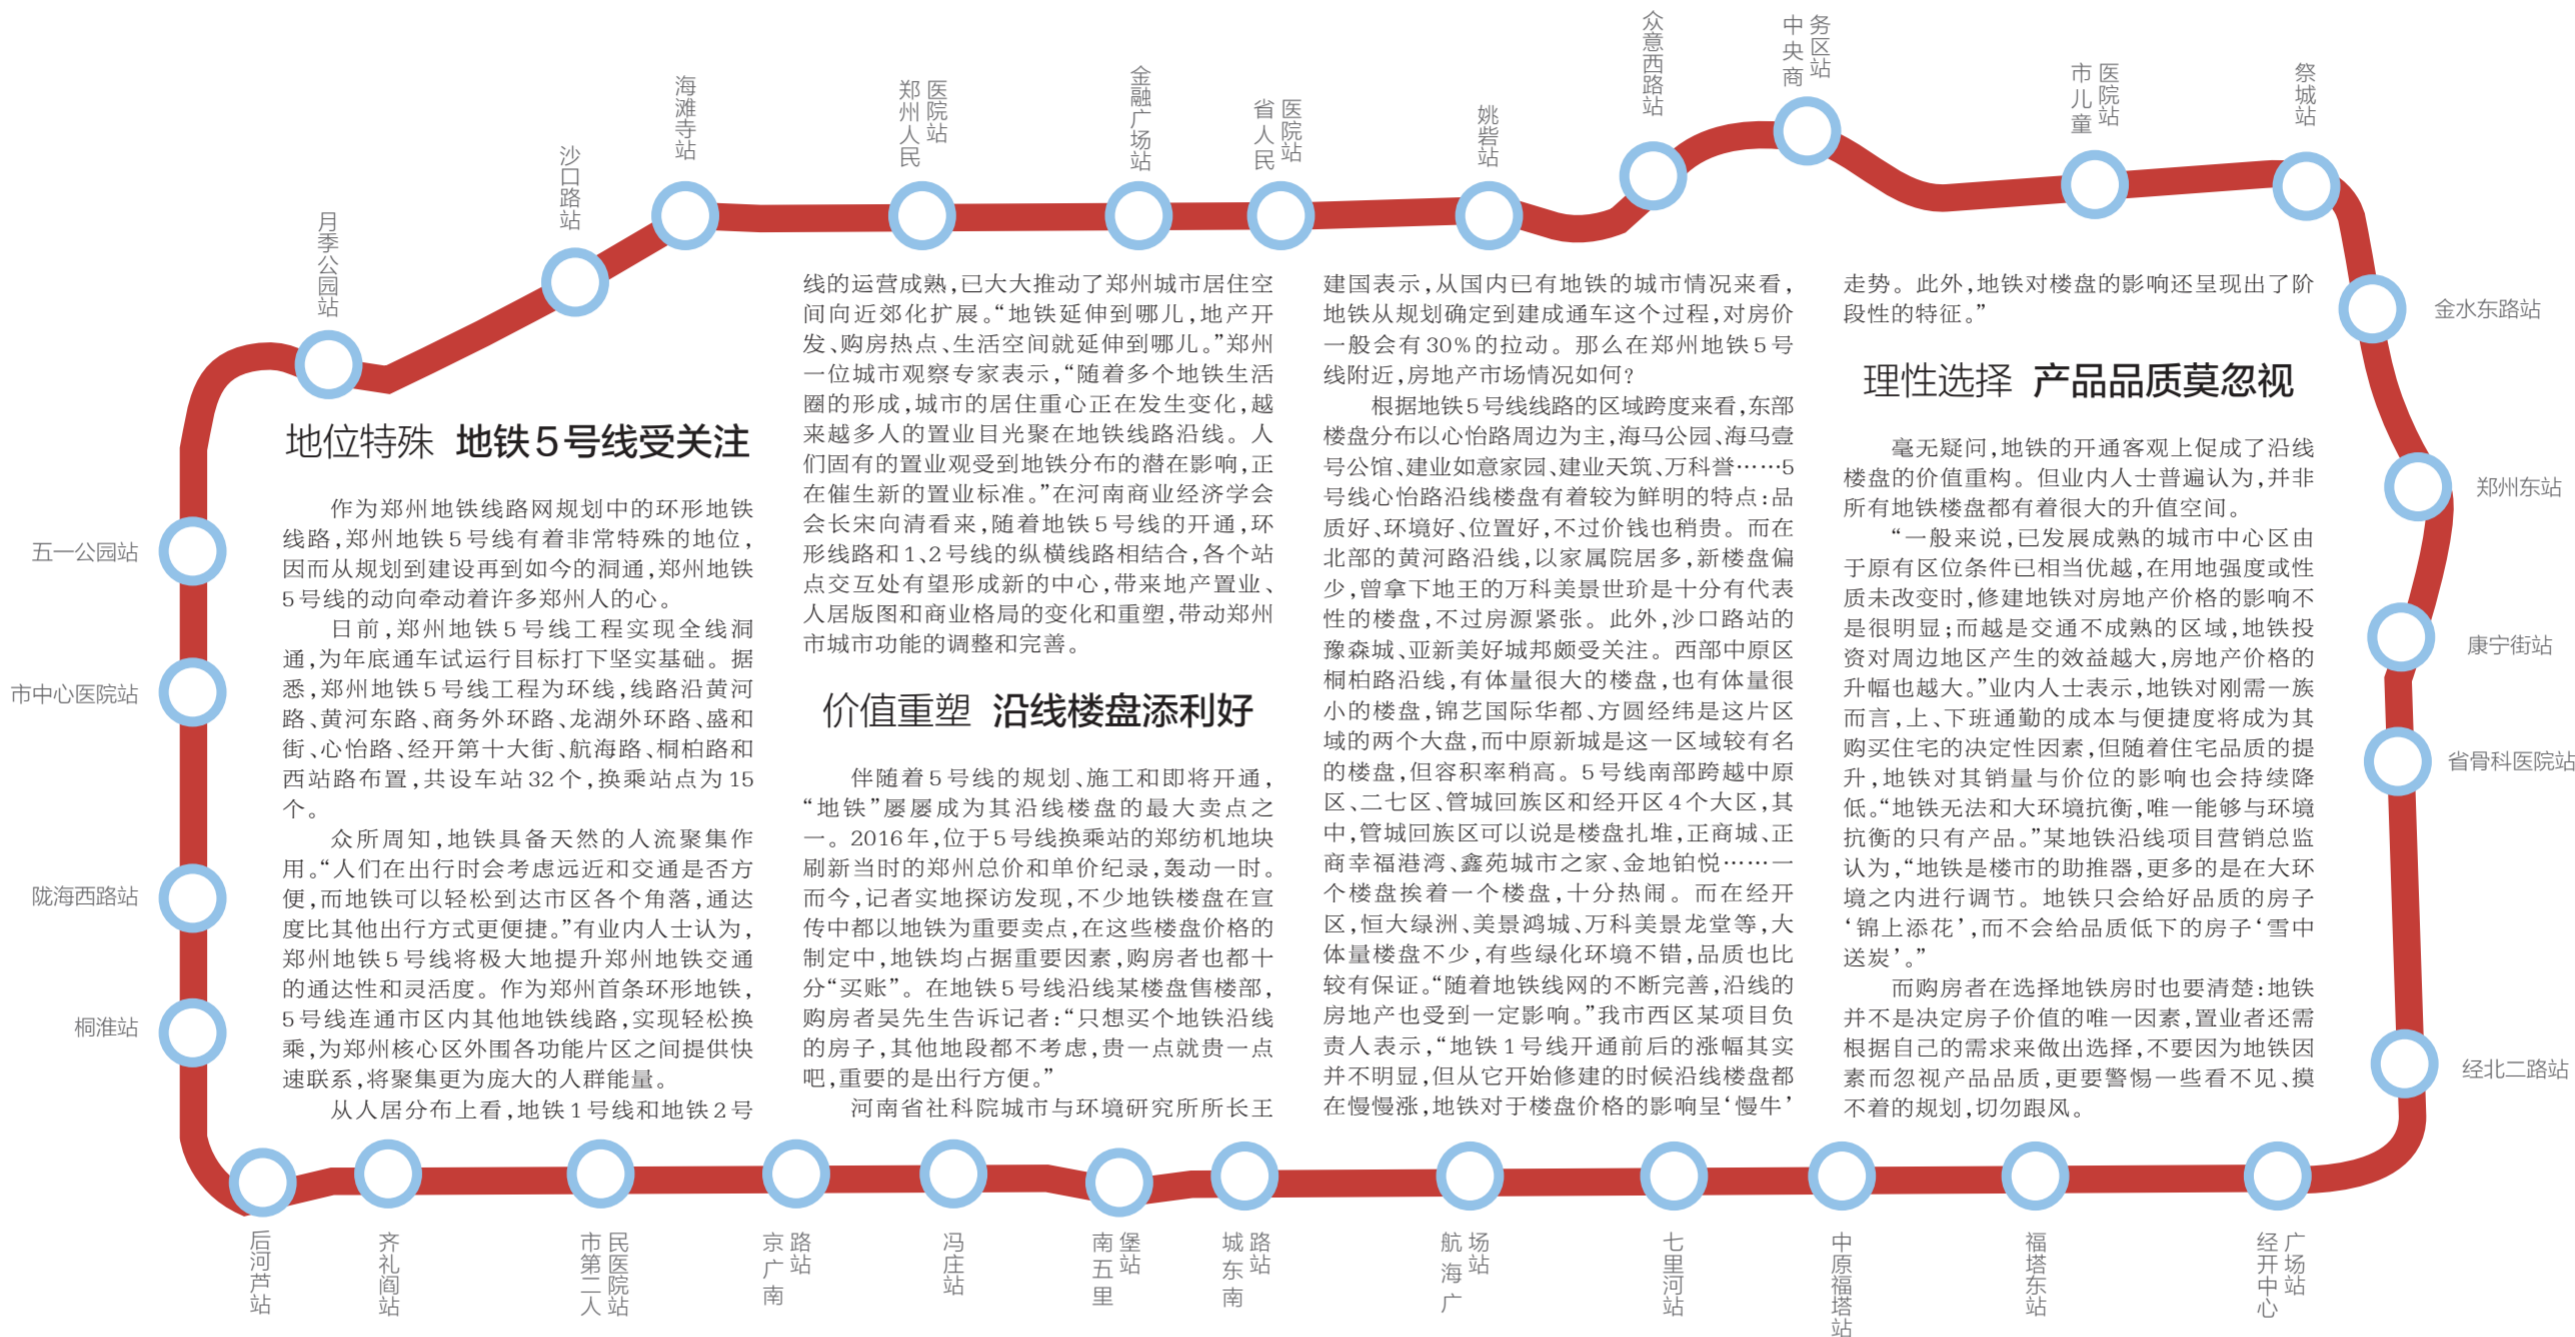 月季公园站
沙口路站
海滩寺站
郑州人民
医院站
金融广场站
省人民
医院站
姚砦站
众意西路站
中央商
务区站
市儿童
医院站
祭城站
金水东路站
郑州东站
康宁街站
省骨科医院站
经北二路站
五一公园站
市中心医院站
陇海西路站
桐淮站
地位特殊 地铁5号线受关注
作为郑州地铁线路网规划中的环形地铁
线路,郑州地铁5号线有着非常特殊的地位,
因而从规划到建设再到如今的洞通,郑州地铁
5号线的动向牵动着许多郑州人的心。
日前,郑州地铁5号线工程实现全线洞
通,为年底通车试运行目标打下坚实基础。据
悉,郑州地铁5号线工程为环线,线路沿黄河
路、黄河东路、商务外环路、龙湖外环路、盛和
街、心怡路、经开第十大街、航海路、桐柏路和
西站路布置,共设车站32个,换乘站点为15
个。
众所周知,地铁具备天然的人流聚集作
用。“人们在出行时会考虑远近和交通是否方
便,而地铁可以轻松到达市区各个角落,通达
度比其他出行方式更便捷。”有业内人士认为,
郑州地铁5号线将极大地提升郑州地铁交通
的通达性和灵活度。作为郑州首条环形地铁,
5号线连通市区内其他地铁线路,实现轻松换
乘,为郑州核心区外围各功能片区之间提供快
速联系,将聚集更为庞大的人群能量。
从人居分布上看,地铁1号线和地铁2号
线的运营成熟,已大大推动了郑州城市居住空
间向近郊化扩展。“地铁延伸到哪儿,地产开
发、购房热点、生活空间就延伸到哪儿。”郑州
一位城市观察专家表示,“随着多个地铁生活
圈的形成,城市的居住重心正在发生变化,越
来越多人的置业目光聚在地铁线路沿线。人
们固有的置业观受到地铁分布的潜在影响,正
在催生新的置业标准。”在河南商业经济学会
会长宋向清看来,随着地铁5号线的开通,环
形线路和1、2号线的纵横线路相结合,各个站
点交互处有望形成新的中心,带来地产置业、
人居版图和商业格局的变化和重塑,带动郑州
市城市功能的调整和完善。
价值重塑 沿线楼盘添利好
伴随着5号线的规划、施工和即将开通,
“地铁”屡屡成为其沿线楼盘的最大卖点之
一。2016年,位于5号线换乘站的郑纺机地块
刷新当时的郑州总价和单价纪录,轰动一时。
而今,记者实地探访发现,不少地铁楼盘在宣
传中都以地铁为重要卖点,在这些楼盘价格的
制定中,地铁均占据重要因素,购房者也都十
分“买账”。在地铁5号线沿线某楼盘售楼部,
购房者吴先生告诉记者:“只想买个地铁沿线
的房子,其他地段都不考虑,贵一点就贵一点
吧,重要的是出行方便。”
河南省社科院城市与环境研究所所长王
建国表示,从国内已有地铁的城市情况来看,
地铁从规划确定到建成通车这个过程,对房价
一般会有30%的拉动。那么在郑州地铁5号
线附近,房地产市场情况如何?
根据地铁5号线线路的区域跨度来看,东部
楼盘分布以心怡路周边为主,海马公园、海马壹
号公馆、建业如意家园、建业天筑、万科誉……5
号线心怡路沿线楼盘有着较为鲜明的特点:品
质好、环境好、位置好,不过价钱也稍贵。而在
北部的黄河路沿线,以家属院居多,新楼盘偏
少,曾拿下地王的万科美景世玠是十分有代表
性的楼盘,不过房源紧张。此外,沙口路站的
豫森城、亚新美好城邦颇受关注。西部中原区
桐柏路沿线,有体量很大的楼盘,也有体量很
小的楼盘,锦艺国际华都、方圆经纬是这片区
域的两个大盘,而中原新城是这一区域较有名
的楼盘,但容积率稍高。5号线南部跨越中原
区、二七区、管城回族区和经开区4个大区,其
中,管城回族区可以说是楼盘扎堆,正商城、正
商幸福港湾、鑫苑城市之家、金地铂悦……一
个楼盘挨着一个楼盘,十分热闹。而在经开
区,恒大绿洲、美景鸿城、万科美景龙堂等,大
体量楼盘不少,有些绿化环境不错,品质也比
较有保证。“随着地铁线网的不断完善,沿线的
房地产也受到一定影响。”我市西区某项目负
责人表示,“地铁1号线开通前后的涨幅其实
并不明显,但从它开始修建的时候沿线楼盘都
在慢慢涨,地铁对于楼盘价格的影响呈‘慢牛’
走势。此外,地铁对楼盘的影响还呈现出了阶
段性的特征。”
理性选择 产品品质莫忽视
毫无疑问,地铁的开通客观上促成了沿线
楼盘的价值重构。但业内人士普遍认为,并非
所有地铁楼盘都有着很大的升值空间。
“一般来说,已发展成熟的城市中心区由
于原有区位条件已相当优越,在用地强度或性
质未改变时,修建地铁对房地产价格的影响不
是很明显;而越是交通不成熟的区域,地铁投
资对周边地区产生的效益越大,房地产价格的
升幅也越大。”业内人士表示,地铁对刚需一族
而言,上、下班通勤的成本与便捷度将成为其
购买住宅的决定性因素,但随着住宅品质的提
升,地铁对其销量与价位的影响也会持续降
低。“地铁无法和大环境抗衡,唯一能够与环境
抗衡的只有产品。”某地铁沿线项目营销总监
认为,“地铁是楼市的助推器,更多的是在大环
境之内进行调节。地铁只会给好品质的房子
‘锦上添花’,而不会给品质低下的房子‘雪中
送炭’。”
而购房者在选择地铁房时也要清楚:地铁
并不是决定房子价值的唯一因素,置业者还需
根据自己的需求来做出选择,不要因为地铁因
素而忽视产品品质,更要警惕一些看不见、摸
不着的规划,切勿跟风。
后河芦站
齐礼阎站
市第二人
民医院站
京广南
路站
冯庄站
南五里
堡站
城东南
路站
航海广
场站
七里河站
中原福塔站
福塔东站
经开中心
广场站